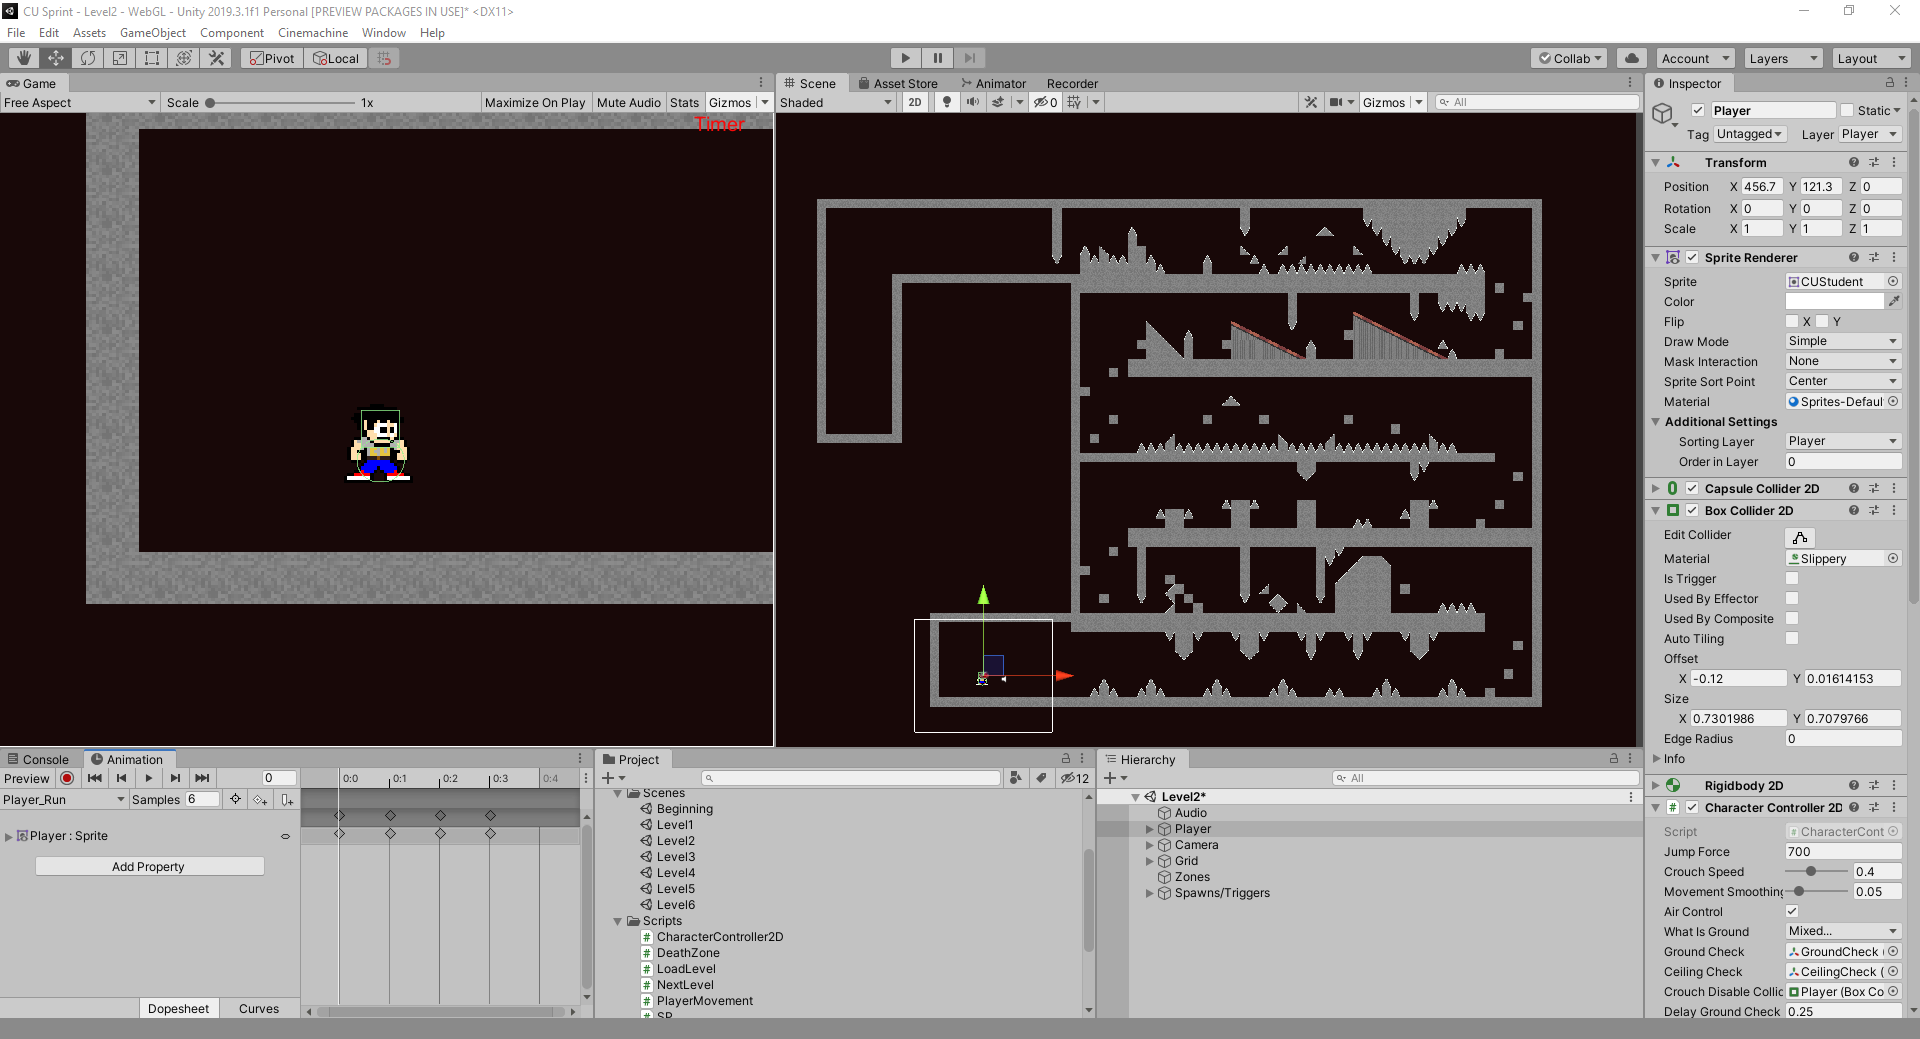 CU Sprint - Level2 - WebGL - Unity 2019.3.1f1 Personal [PREVIEW PACKAGES IN USE]* <DX11>
File Edit Assets GameObject Component Cinemachine Window Help
Pivot Local Collab Account Layers Layout
Game
Free Aspect Scale 1x Maximize On Play Mute Audio Stats Gizmos
Timer
Scene Asset Store Animator Recorder
Shaded 2D 0 Gizmos All
Inspector
Player Static
Tag Untagged Layer Player
Transform
Position X 456.7 Y 121.3 Z 0
Rotation X 0 Y 0 Z 0
Scale X 1 Y 1 Z 1
Sprite Renderer
Sprite CUStudent
Color
Flip X Y
Draw Mode Simple
Mask Interaction None
Sprite Sort Point Center
Material Sprites-Defaul
Additional Settings
Sorting Layer Player
Order in Layer 0
Capsule Collider 2D
Box Collider 2D
Edit Collider
Material Slippery
Is Trigger
Used By Effector
Used By Composite
Auto Tiling
Offset
X -0.12 Y 0.01614153
Size
X 0.7301986 Y 0.7079766
Edge Radius 0
Info
Rigidbody 2D
Character Controller 2D
Script CharacterCont
Jump Force 700
Crouch Speed 0.4
Movement Smoothing 0.05
Air Control
What Is Ground Mixed...
Ground Check GroundCheck (
Ceiling Check CeilingCheck (
Crouch Disable Collic Player (Box Co
Delay Ground Check 0.25
Console Animation
Preview 0 0:0 0:1 0:2 0:3 0:4
Player_Run Samples 6
Player : Sprite
Add Property
Dopesheet Curves
Project
12
Scenes
Beginning
Level1
Level2
Level3
Level4
Level5
Level6
Scripts
CharacterController2D
DeathZone
LoadLevel
NextLevel
PlayerMovement
SP
Hierarchy
All
Level2*
Audio
Player
Camera
Grid
Zones
Spawns/Triggers